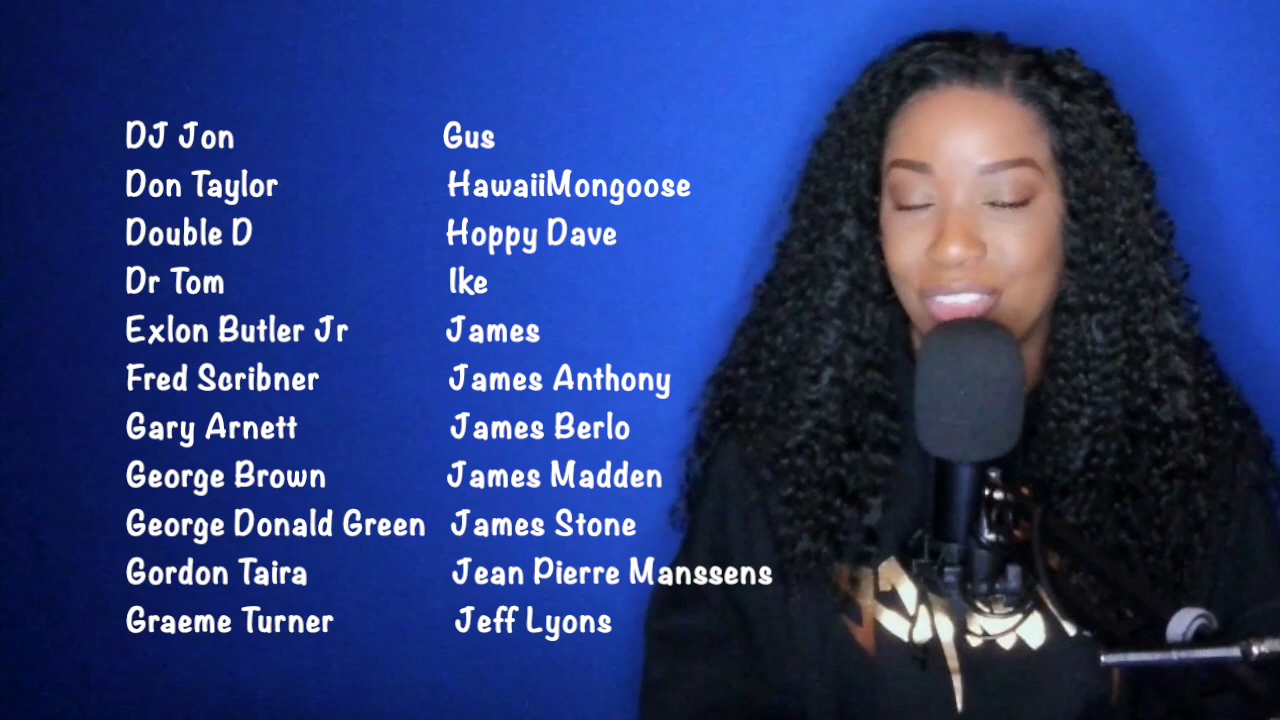 DJ Jon
Don Taylor
Double D
Dr Tom
Exlon Butler Jr
Fred Scribner
Gary Arnett
George Brown
George Donald Green
Gordon Taira
Graeme Turner
Gus
HawaiiMongoose
Hoppy Dave
Ike
James
James Anthony
James Berlo
James Madden
James Stone
Jean Pierre Manssens
Jeff Lyons